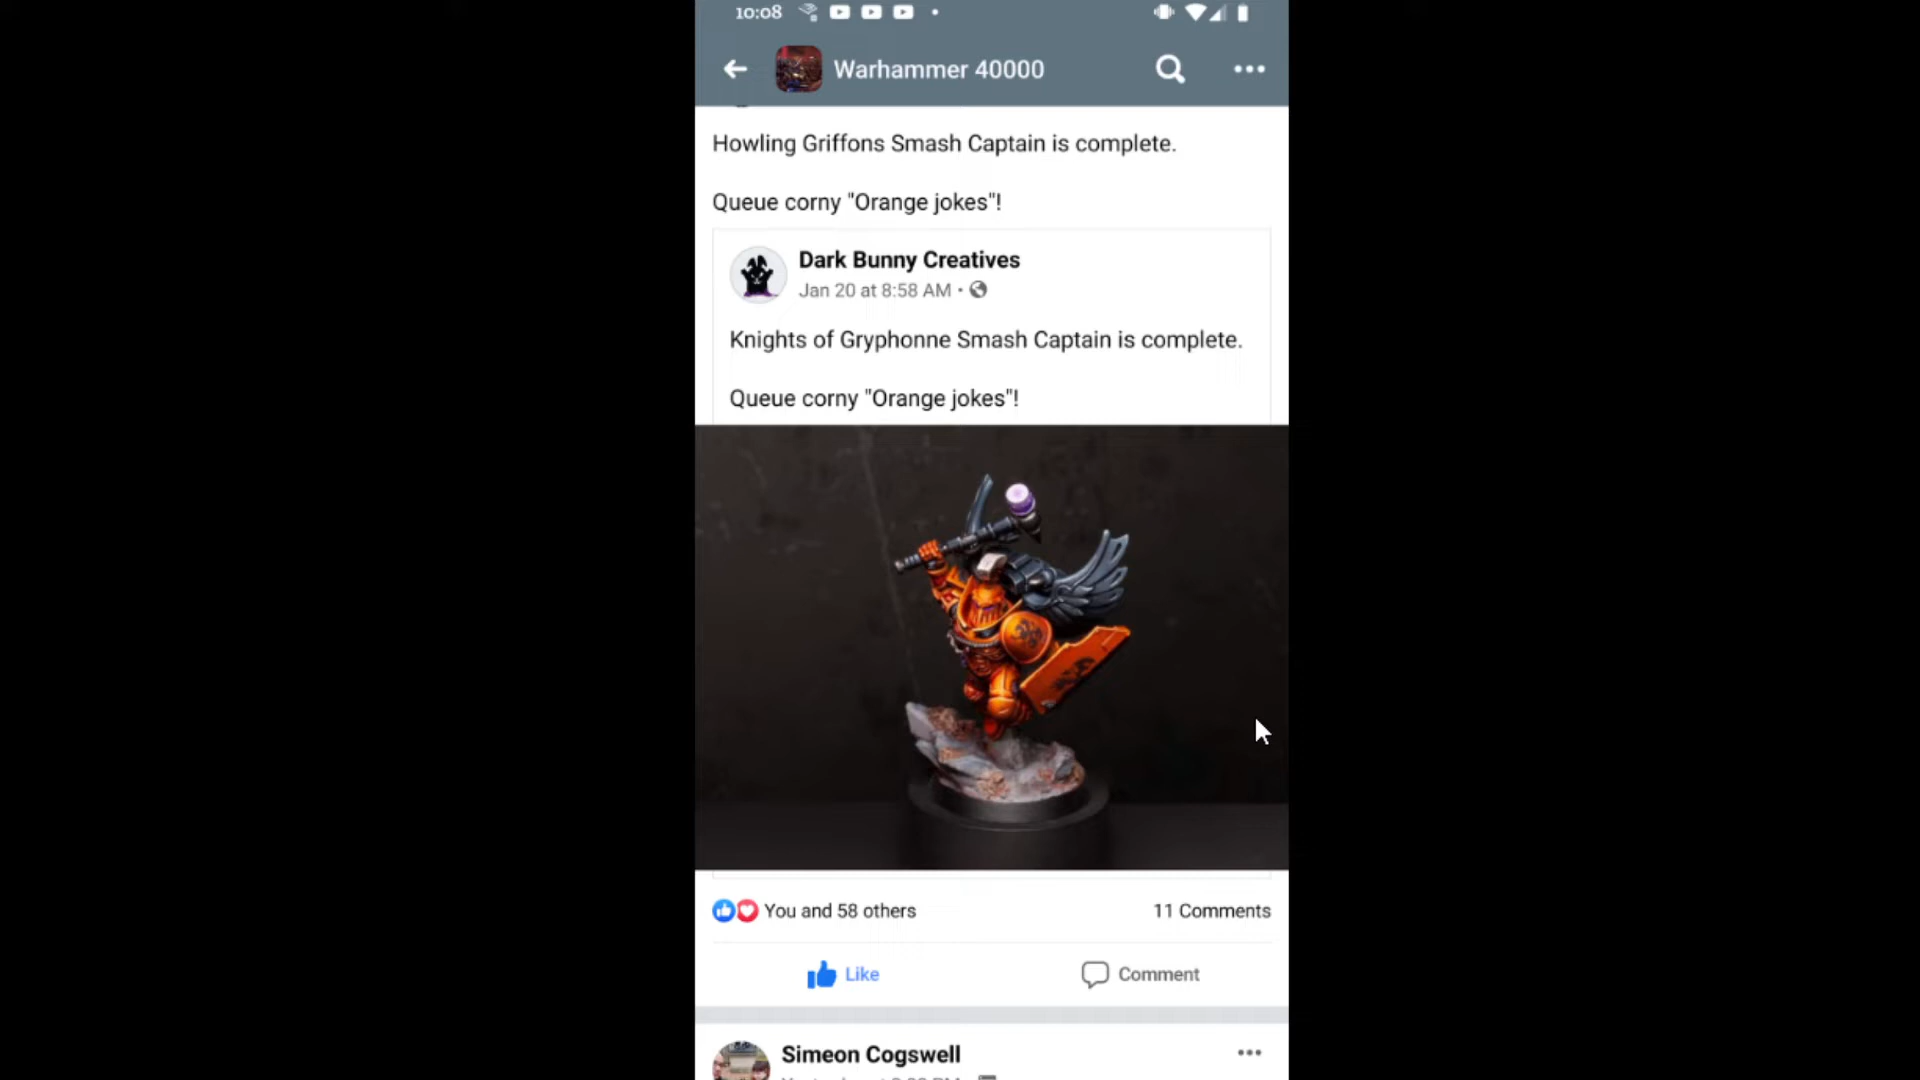 10:08
Warhammer 40000
Howling Griffons Smash Captain is complete.
Queue corny "Orange jokes"!
Dark Bunny Creatives
Jan 20 at 8:58 AM •
Knights of Gryphonne Smash Captain is complete.
Queue corny "Orange jokes"!
You and 58 others
11 Comments
Like
Comment
Simeon Cogswell